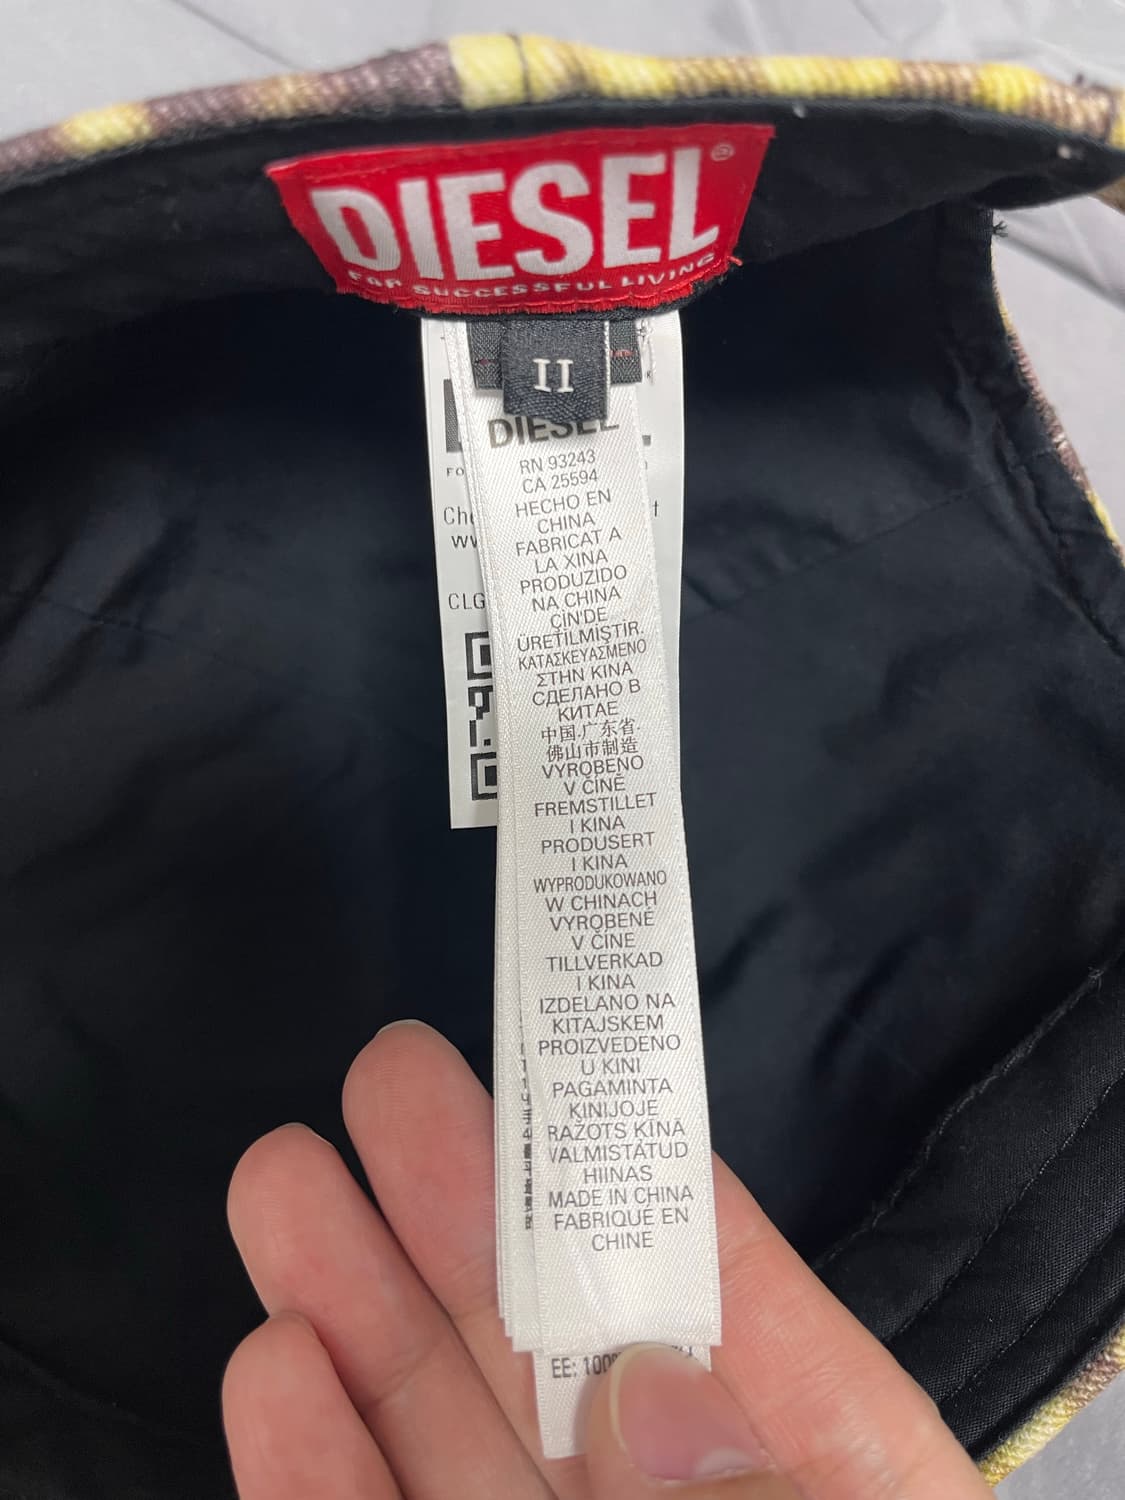 DIESEL®
FOR SUCCESSFUL LIVING
II
DIESEL
RN 93243
CA 25594
HECHO EN
CHINA
FABRICAT A
LA XINA
PRODUZIDO
NA CHINA
ÇİN'DE
ÜRETİLMİŞTİR.
ΚΑΤΑΣΚΕΥΑΣΜΕΝΟ
ΣΤΗΝ ΚΙΝΑ
СДЕЛАНО В
КИТАЕ
中国.广东省.
佛山市制造
VYROBENO
V ČÍNĚ
FREMSTILLET
I KINA
PRODUSERT
I KINA
WYPRODUKOWANO
W CHINACH
VYROBENÉ
V ČÍNE
TILLVERKAD
I KINA
IZDELANO NA
KITAJSKEM
PROIZVEDENO
U KINI
PAGAMINTA
KINIJOJE
RAŽOTS ĶĪNĀ
VALMISTATUD
HIINAS
MADE IN CHINA
FABRIQUÉ EN
CHINE
EE: 100%
CLG